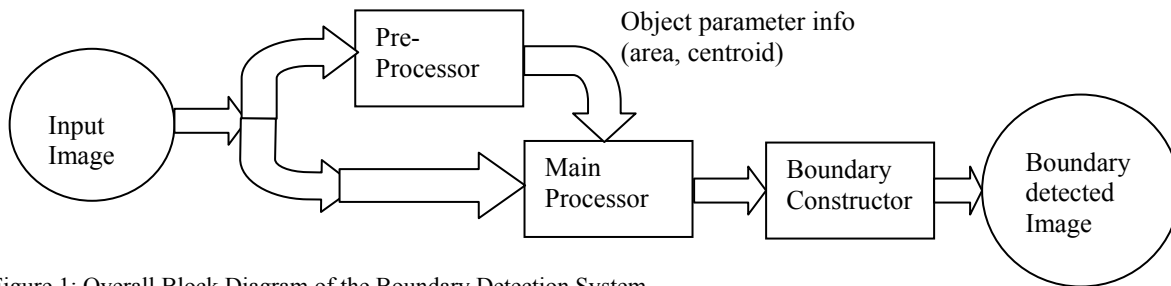 Object parameter info
(area, centroid)
Pre-
Processor
Input
Image
Main
Processor
Boundary
Constructor
Boundary
detected
Image
Figure 1: Overall Block Diagram of the Boundary Detection System